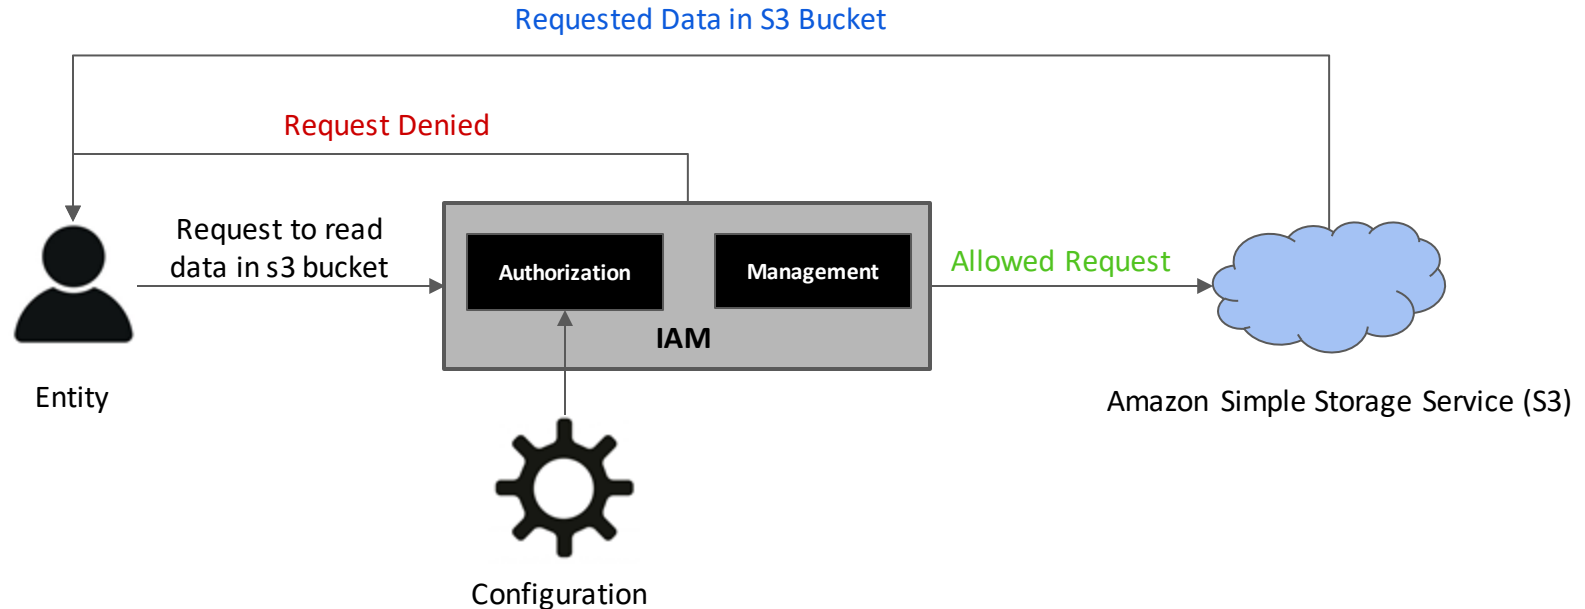 Requested Data in S3 Bucket
Request Denied
Request to read
data in s3 bucket
Authorization
Management
Allowed Request
IAM
Entity
Amazon Simple Storage Service (S3)
Configuration